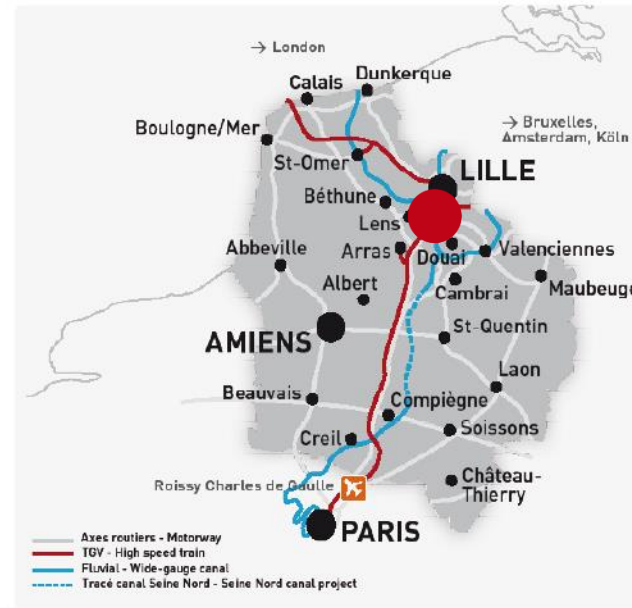 → London
Dunkerque
Calais
→ Bruxelles,
Amsterdam, Köln
Boulogne/Mer
St-Omer
LILLE
Béthune
Lens
Arras
Douai
Valenciennes
Abbeville
Albert
Cambrai
Maubeuge
AMIENS
St-Quentin
Laon
Beauvais
Compiègne
Creil
Soissons
Roissy Charles de Gaulle
Château-
Thierry
PARIS
Axes routiers - Motorway
TGV - High speed train
Fluvial - Wide-gauge canal
Tracé canal Seine Nord - Seine Nord canal project